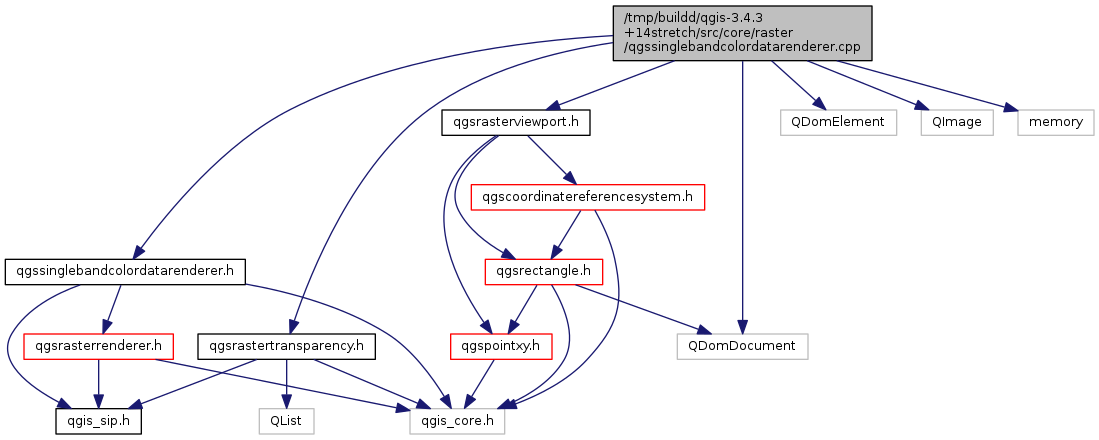 /tmp/buildd/qgis-3.4.3
+14stretch/src/core/raster
/qgssinglebandcolordatarenderer.cpp
qgsrasterviewport.h
QDomElement
QImage
memory
qgscoordinatereferencesystem.h
qgssinglebandcolordatarenderer.h
qgsrectangle.h
qgsrasterrenderer.h
qgsrastertransparency.h
qgspointxy.h
QDomDocument
qgis_sip.h
QList
qgis_core.h